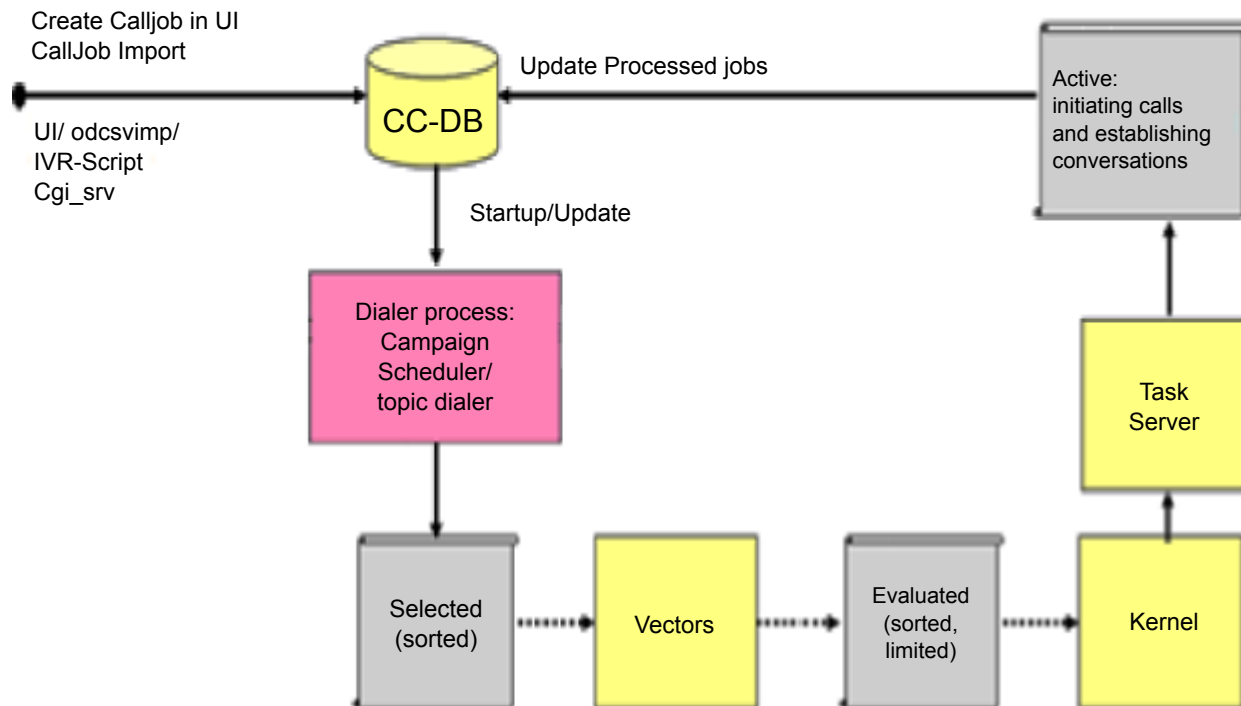 Create Calljob in UI
CallJob Import
UI/ odcsvimp/
IVR-Script
Cgi_srv
CC-DB
Update Processed jobs
Active:
initiating calls
and establishing
conversations
Startup/Update
Dialer process:
Campaign
Scheduler/
topic dialer
Task
Server
Selected
(sorted)
Vectors
Evaluated
(sorted,
limited)
Kernel